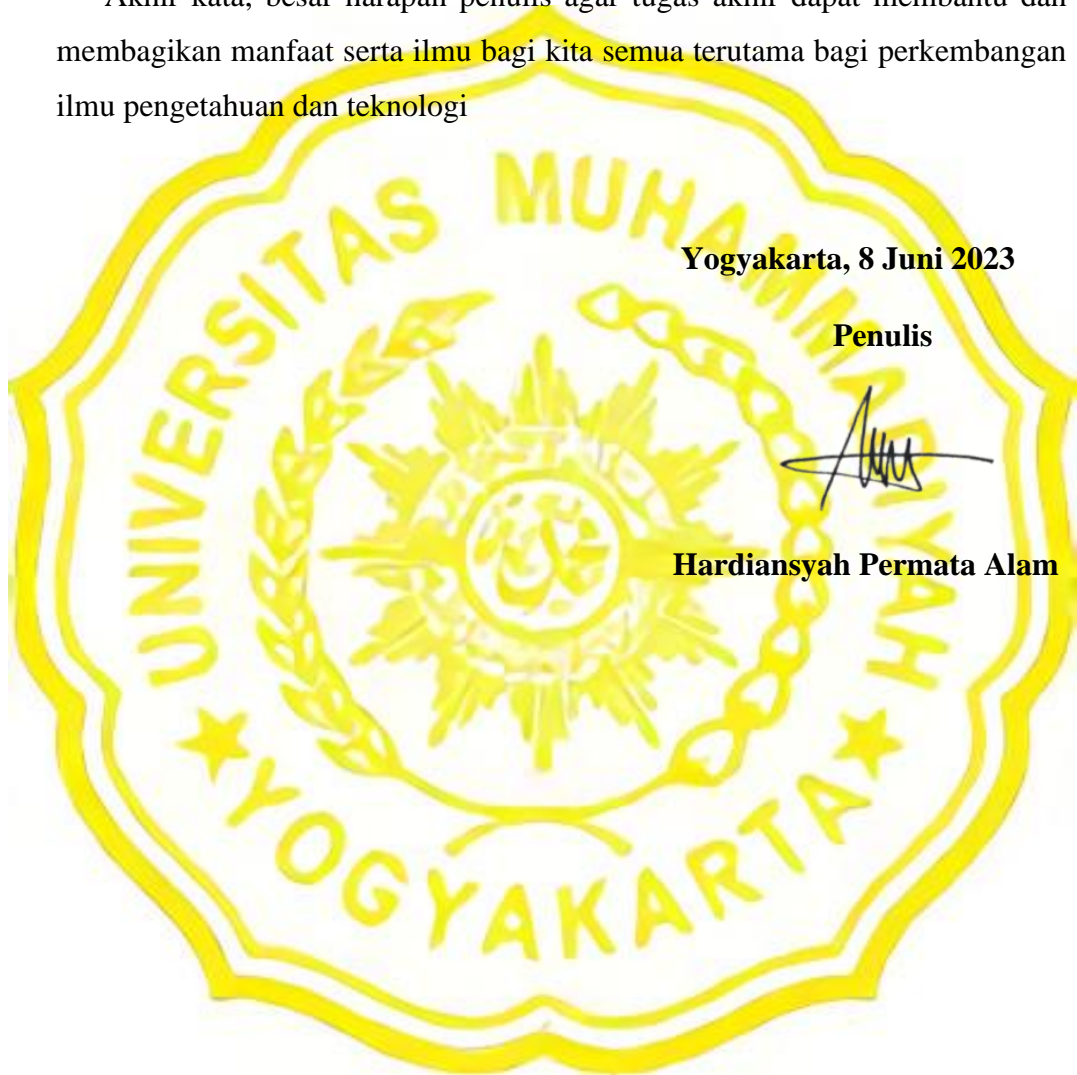 Akhir kata, besar harapan penulis agar tugas akhir dapat membantu dan
membagikan manfaat serta ilmu bagi kita semua terutama bagi perkembangan
ilmu pengetahuan dan teknologi
UNIVERSITAS MUHAMMADIYAH
Yogyakarta, 8 Juni 2023
Penulis
Hardiansyah Permata Alam
YOGYAKARTA